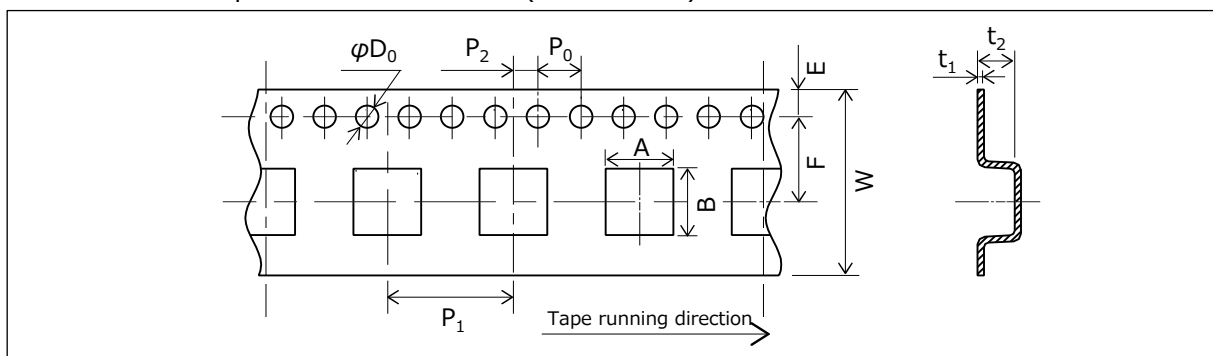 φD₀
P₂
P₀
E
t₁
t₂
A
F
W
B
P₁
Tape running direction